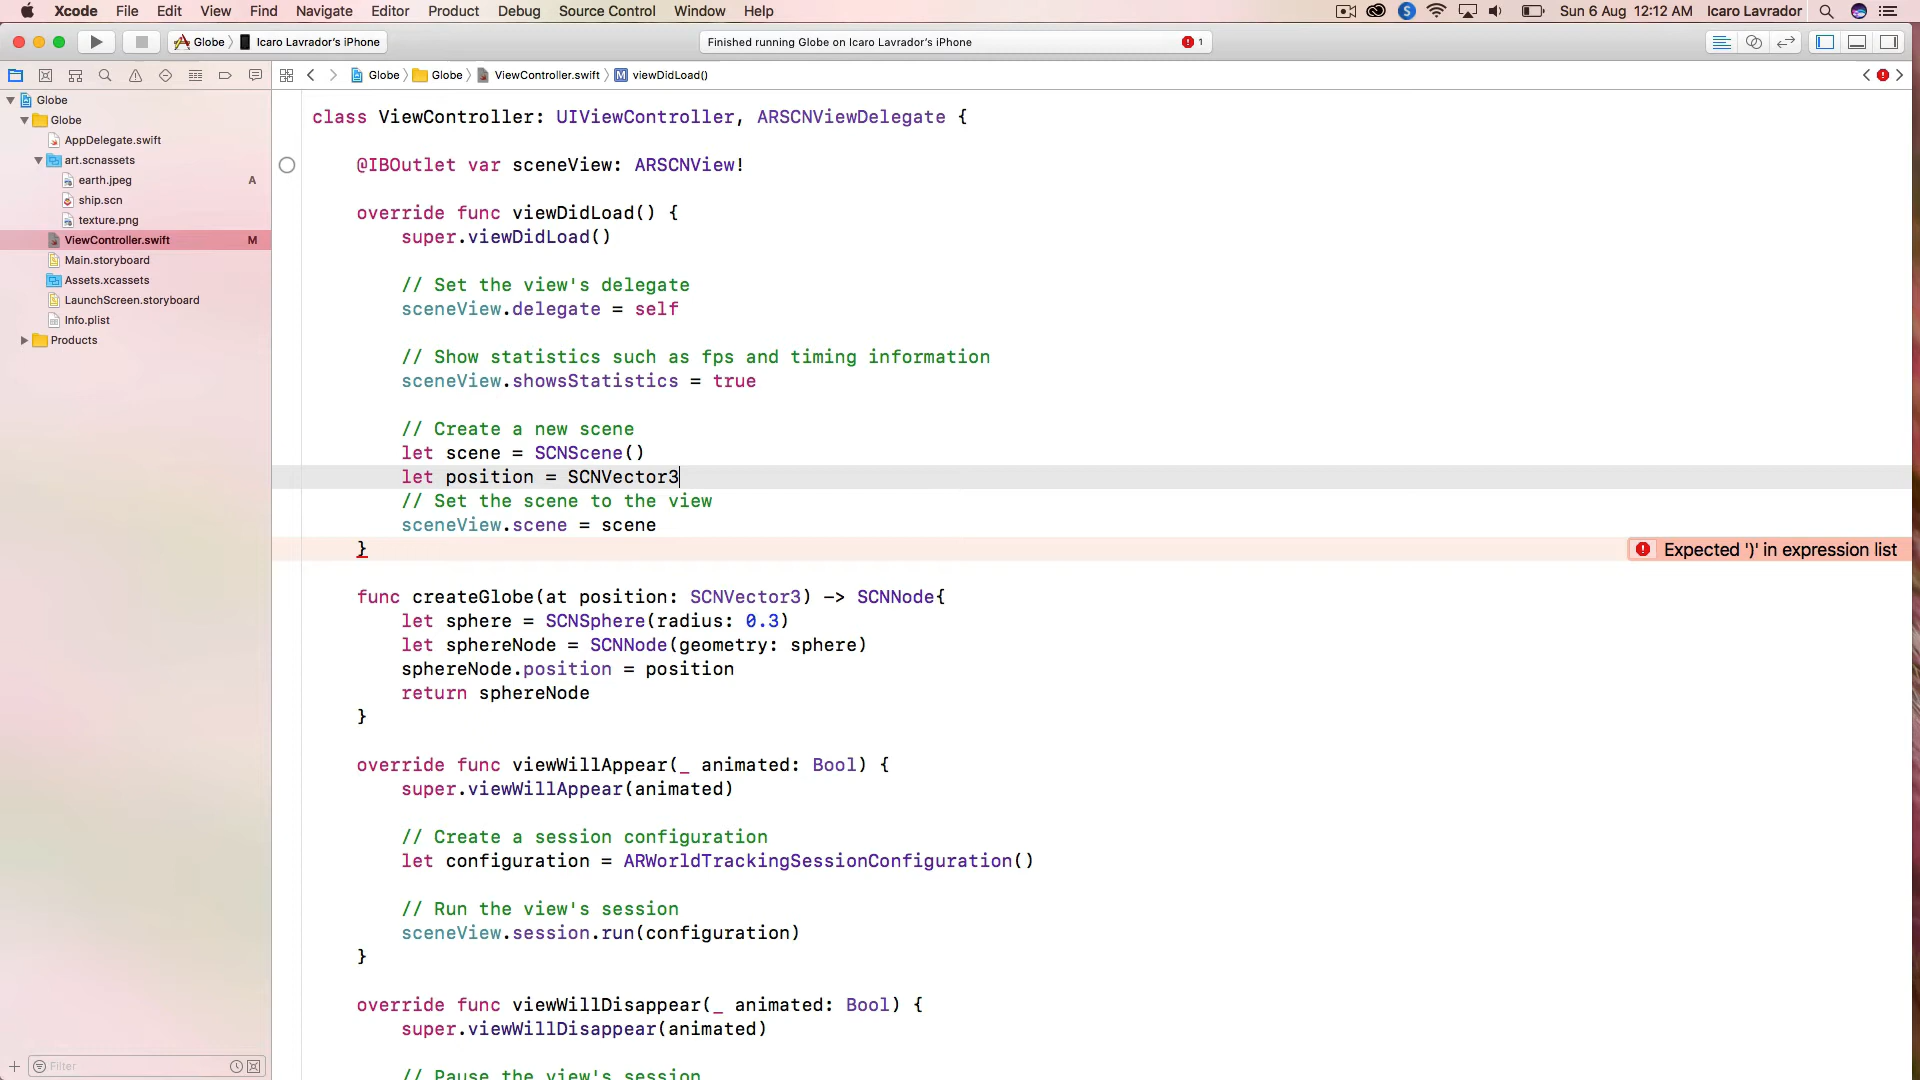 Xcode File Edit View Find Navigate Editor Product Debug Source Control Window Help S Sun 6 Aug 12:12 AM Icaro Lavrador
Globe Icaro Lavrador's iPhone Finished running Globe on Icaro Lavrador's iPhone 1
Globe Globe ViewController.swift M viewDidLoad()
Globe
Globe
AppDelegate.swift
art.scnassets
earth.jpeg A
ship.scn
texture.png
ViewController.swift M
Main.storyboard
Assets.xcassets
LaunchScreen.storyboard
Info.plist
Products
Filter
class ViewController: UIViewController, ARSCNViewDelegate {
@IBOutlet var sceneView: ARSCNView!
override func viewDidLoad() {
super.viewDidLoad()
// Set the view's delegate
sceneView.delegate = self
// Show statistics such as fps and timing information
sceneView.showsStatistics = true
// Create a new scene
let scene = SCNScene()
let position = SCNVector3
// Set the scene to the view
sceneView.scene = scene
} Expected ')' in expression list
func createGlobe(at position: SCNVector3) -> SCNNode{
let sphere = SCNSphere(radius: 0.3)
let sphereNode = SCNNode(geometry: sphere)
sphereNode.position = position
return sphereNode
}
override func viewWillAppear(_ animated: Bool) {
super.viewWillAppear(animated)
// Create a session configuration
let configuration = ARWorldTrackingSessionConfiguration()
// Run the view's session
sceneView.session.run(configuration)
}
override func viewWillDisappear(_ animated: Bool) {
super.viewWillDisappear(animated)
// Pause the view's session